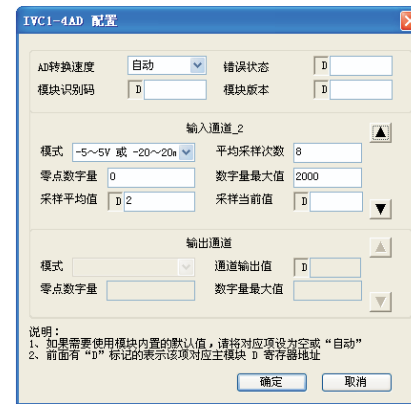 IVC1-4AD 配置
AD转换速度 自动 错误状态 D
模块识别码 D 模块版本 D
输入通道_2
模式 -5～5V 或 -20～20m 平均采样次数 8
零点数字量 0 数字量最大值 2000
采样平均值 D 2 采样当前值 D
输出通道
模式 通道输出值 D
零点数字量 数字量最大值
说明：
1、如果需要使用模块内置的默认值，请将对应项设为空或“自动”
2、前面有“D”标记的表示该项对应主模块 D 寄存器地址
确定 取消